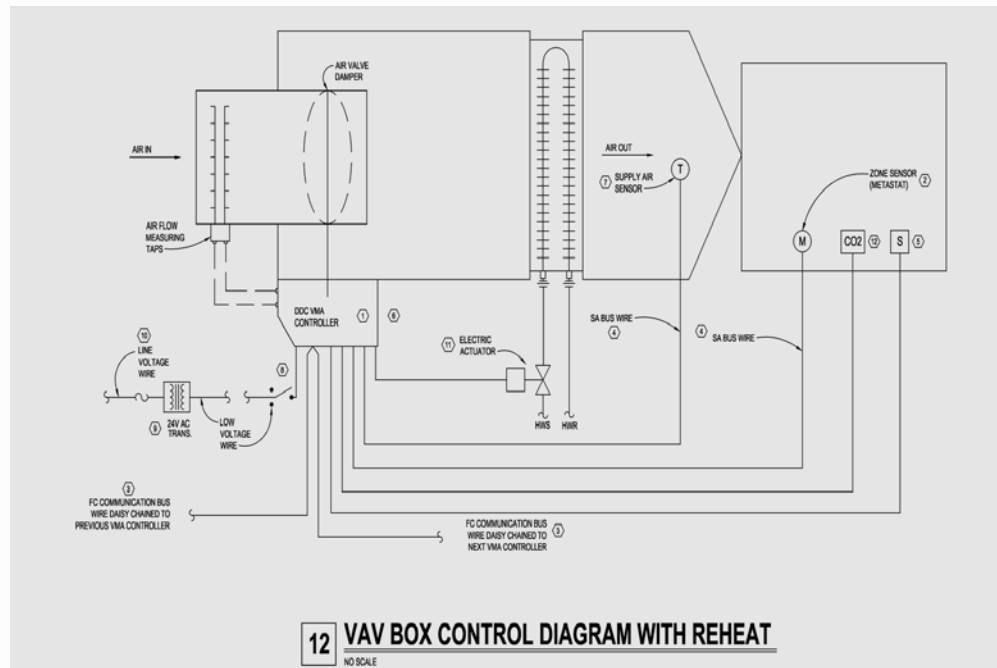 AIR VALVE
DAMPER
AIR IN
AIR FLOW
MEASURING
TAPS
DDC VMA
CONTROLLER
1
6
AIR OUT
T
7
SUPPLY AIR
SENSOR
ZONE SENSOR
(METASTAT)
2
M
CO2
12
S
5
10
LINE
VOLTAGE
WIRE
24V AC
TRANS.
9
LOW
VOLTAGE
WIRE
8
11
ELECTRIC
ACTUATOR
HWS
HWR
SA BUS WIRE
4
4
SA BUS WIRE
3
FC COMMUNICATION BUS
WIRE DAISY CHAINED TO
PREVIOUS VMA CONTROLLER
FC COMMUNICATION BUS
WIRE DAISY CHAINED TO
NEXT VMA CONTROLLER
3
12
VAV BOX CONTROL DIAGRAM WITH REHEAT
NO SCALE